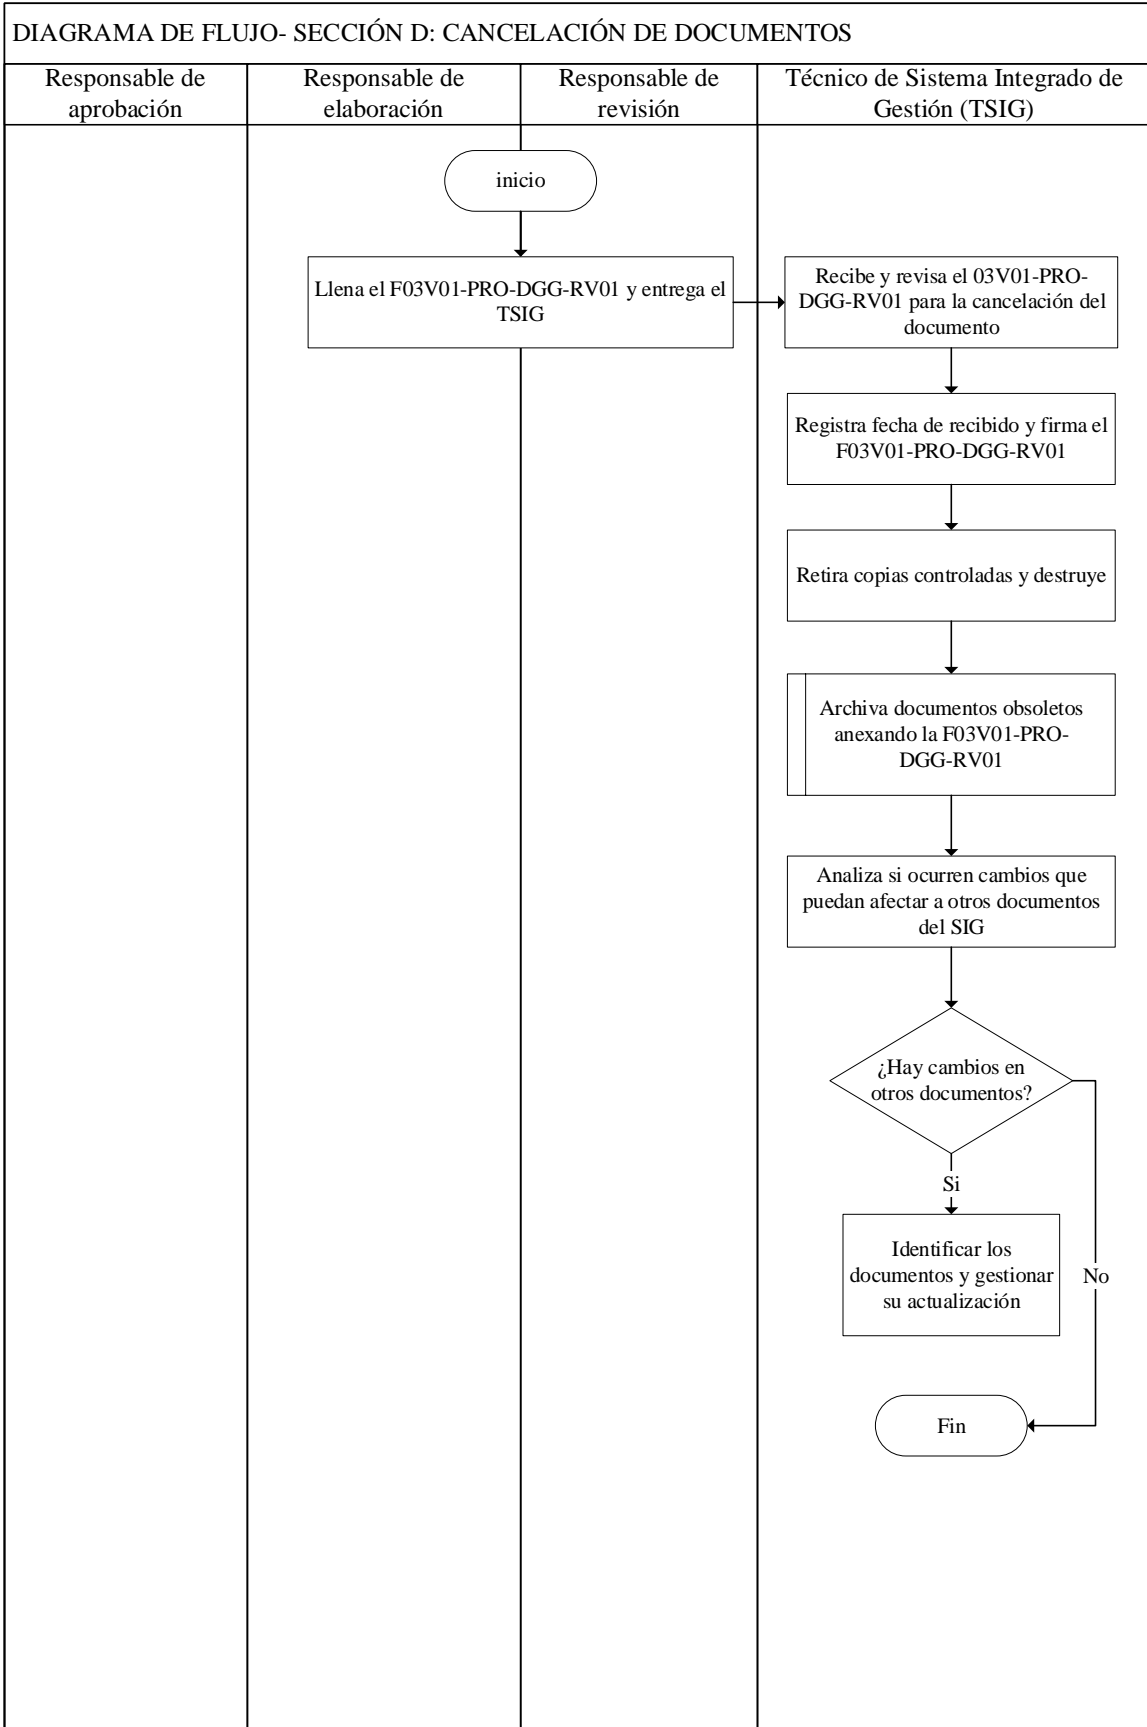 DIAGRAMA DE FLUJO- SECCIÓN D: CANCELACIÓN DE DOCUMENTOS
Responsable de
aprobación
Responsable de
elaboración
Responsable de
revisión
Técnico de Sistema Integrado de
Gestión (TSIG)
inicio
Llena el F03V01-PRO-DGG-RV01 y entrega el
TSIG
Recibe y revisa el 03V01-PRO-
DGG-RV01 para la cancelación del
documento
Registra fecha de recibido y firma el
F03V01-PRO-DGG-RV01
Retira copias controladas y destruye
Archiva documentos obsoletos
anexando la F03V01-PRO-
DGG-RV01
Analiza si ocurren cambios que
puedan afectar a otros documentos
del SIG
¿Hay cambios en
otros documentos?
Si
Identificar los
documentos y gestionar
su actualización
No
Fin